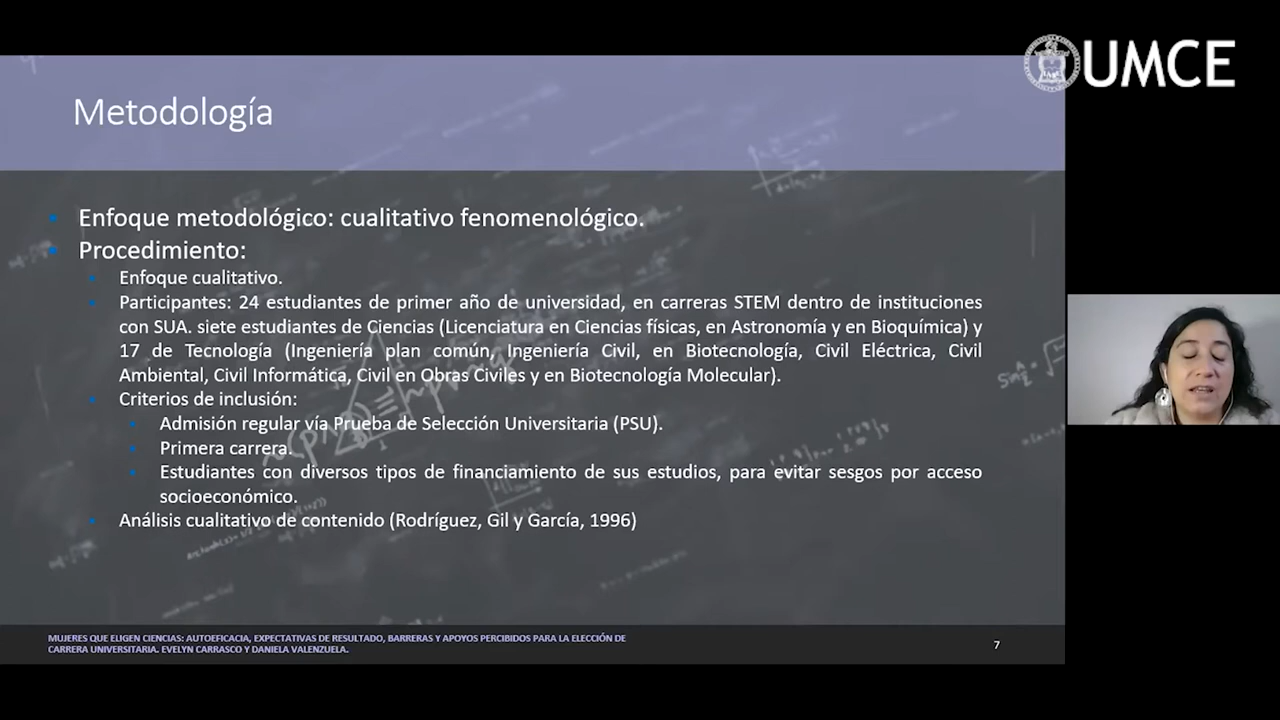 UMCE
Metodología
Enfoque metodológico: cualitativo fenomenológico.
Procedimiento:
Enfoque cualitativo.
Participantes: 24 estudiantes de primer año de universidad, en carreras STEM dentro de instituciones
con SUA. siete estudiantes de Ciencias (Licenciatura en Ciencias físicas, en Astronomía y en Bioquímica) y
17 de Tecnología (Ingeniería plan común, Ingeniería Civil, en Biotecnología, Civil Eléctrica, Civil
Ambiental, Civil Informática, Civil en Obras Civiles y en Biotecnología Molecular).
Criterios de inclusión:
Admisión regular vía Prueba de Selección Universitaria (PSU).
Primera carrera.
Estudiantes con diversos tipos de financiamiento de sus estudios, para evitar sesgos por acceso
socioeconómico.
Análisis cualitativo de contenido (Rodríguez, Gil y García, 1996)
MUJERES QUE ELIGEN CIENCIAS: AUTOEFICACIA, EXPECTATIVAS DE RESULTADO, BARRERAS Y APOYOS PERCIBIDOS PARA LA ELECCIÓN DE
CARRERA UNIVERSITARIA. EVELYN CARRASCO Y DANIELA VALENZUELA.
7